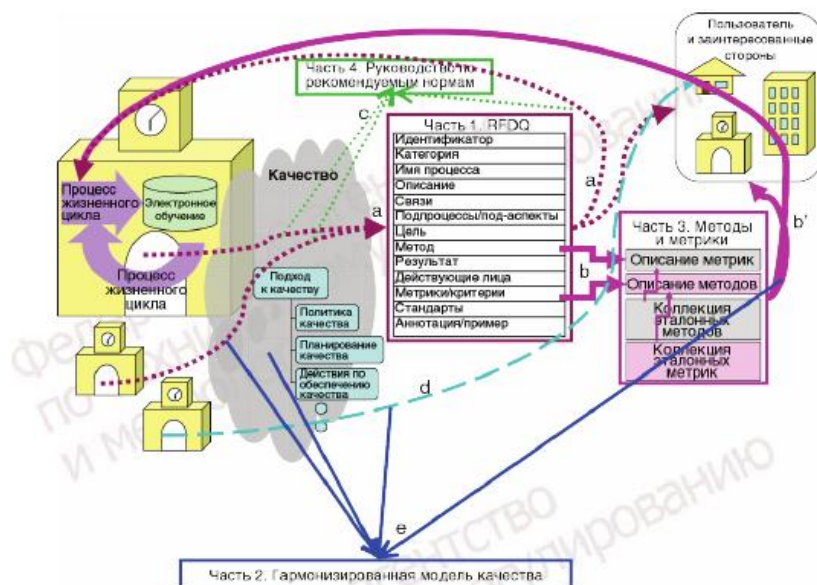 Пользователь
и заинтересованные
стороны
Часть 4. Руководство по
рекомендуемым нормам
c
Часть 1. RFDQ
Идентификатор
Категория
Имя процесса
Описание
Связи
Подпроцессы/под-аспекты
Цель
Метод
Результат
Действующие лица
Метрики/критерии
Стандарты
Аннотация/пример
Качество
Процесс
жизненного
цикла
Электронное
обучение
Процесс
жизненного
цикла
a
a
b
b'
Часть 3. Методы
и метрики
Описание метрик
Описание методов
Коллекция
эталонных
методов
Коллекция
эталонных
метрик
Подход
к качеству
Политика
качества
Планирование
качества
Действия по
обеспечению
качества
d
e
Часть 2. Гармонизированная модель качества